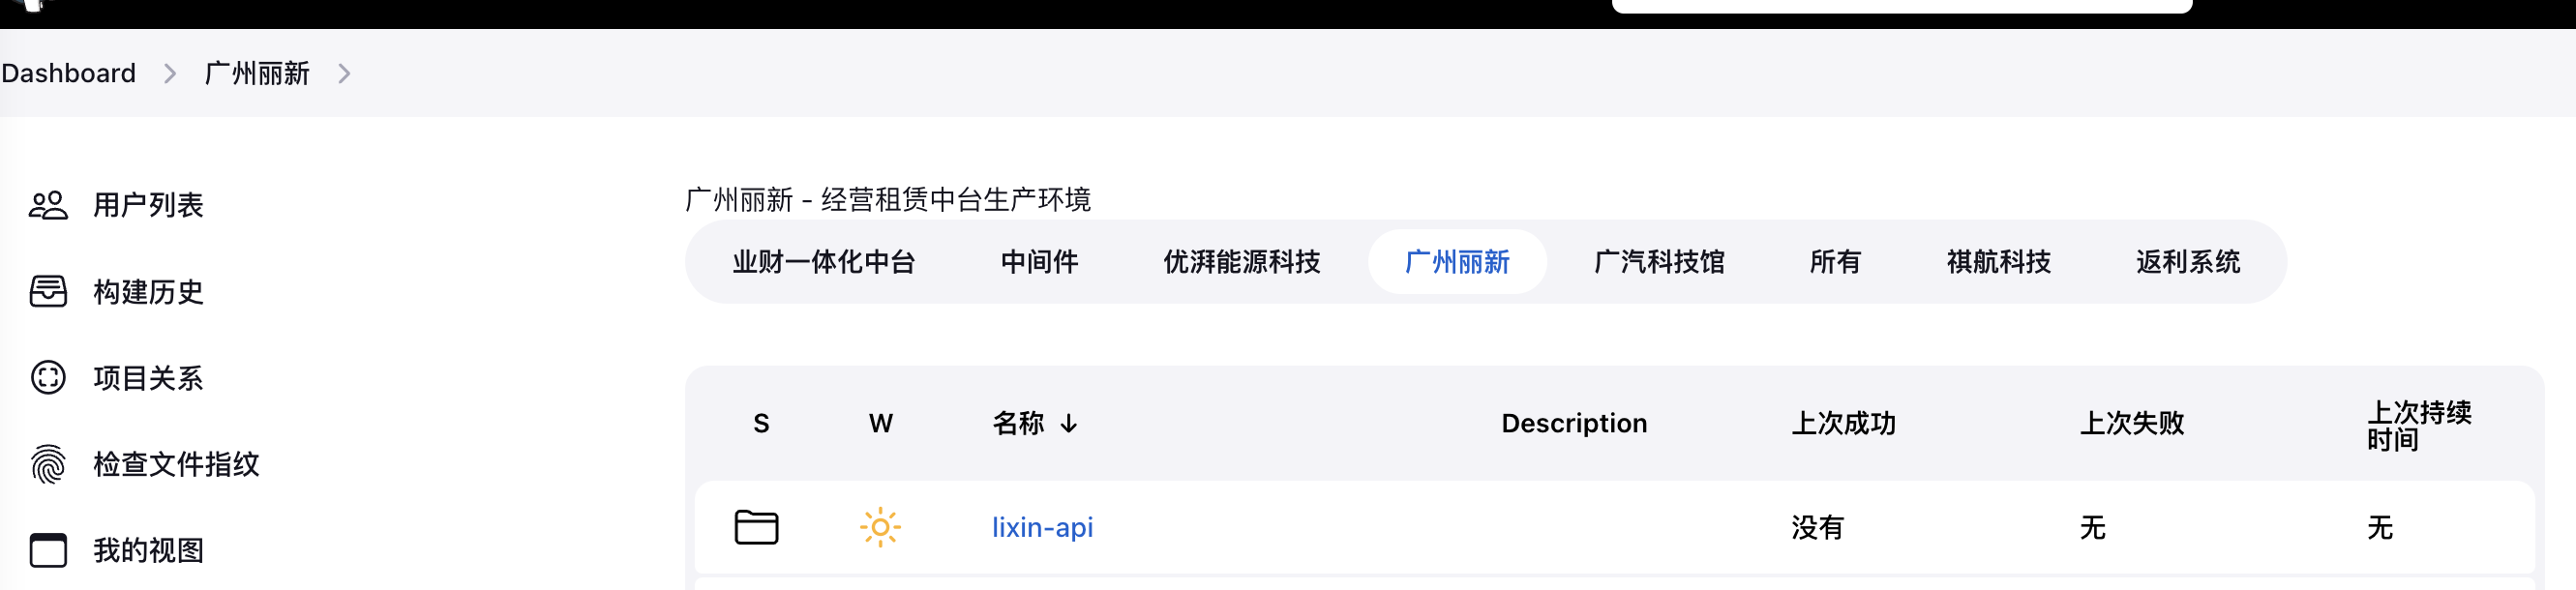 Dashboard 广州丽新
用户列表
构建历史
项目关系
检查文件指纹
我的视图
广州丽新 - 经营租赁中台生产环境
业财一体化中台 中间件 优湃能源科技 广州丽新 广汽科技馆 所有 祺航科技 返利系统
S W 名称 ↓ Description 上次成功 上次失败 上次持续
时间
lixin-api 没有 无 无